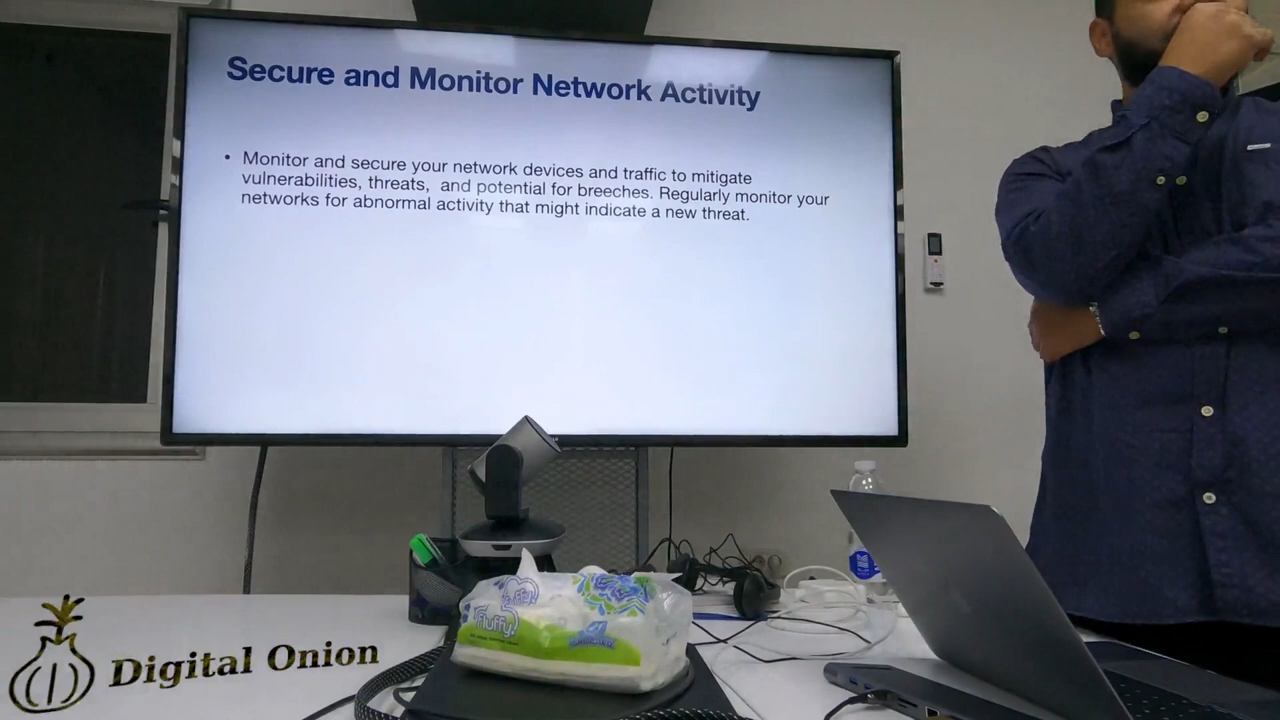 Secure and Monitor Network Activity
• Monitor and secure your network devices and traffic to mitigate
vulnerabilities, threats, and potential for breeches. Regularly monitor your
networks for abnormal activity that might indicate a new threat.
Fluffy!
Fluffy!
Digital Onion